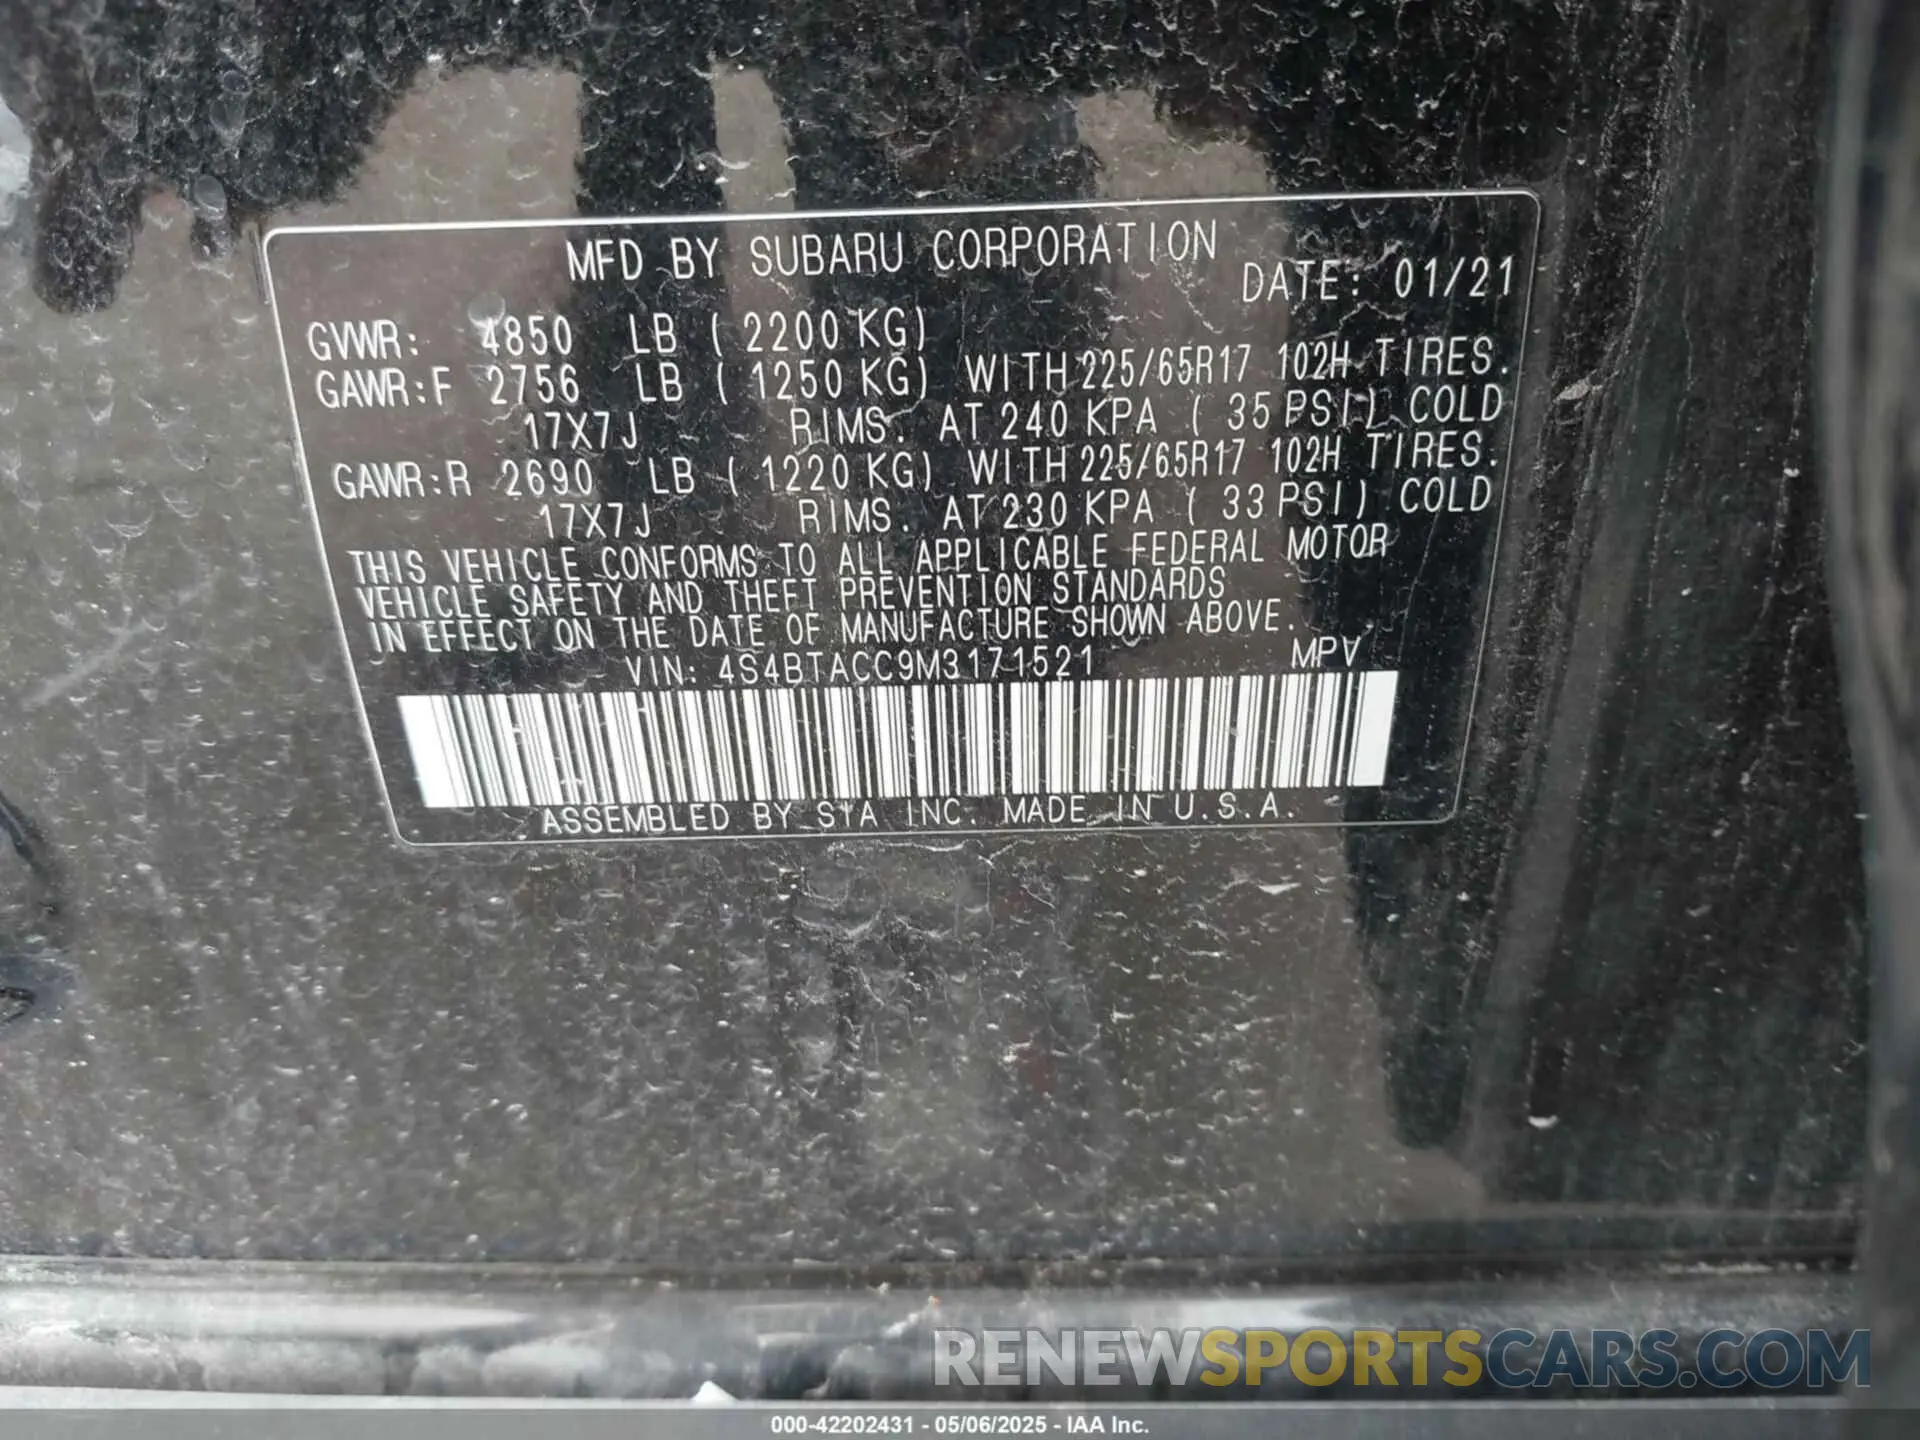 MFD BY SUBARU CORPORATION
DATE: 01/21
GVWR: 4850 LB ( 2200 KG)
GAWR:F 2756 LB ( 1250 KG) WITH 225/65R17 102H TIRES.
17X7J RIMS. AT 240 KPA ( 35 PSI) COLD
GAWR:R 2690 LB ( 1220 KG) WITH 225/65R17 102H TIRES.
17X7J RIMS. AT 230 KPA ( 33 PSI) COLD
THIS VEHICLE CONFORMS TO ALL APPLICABLE FEDERAL MOTOR
VEHICLE SAFETY AND THEFT PREVENTION STANDARDS
IN EFFECT ON THE DATE OF MANUFACTURE SHOWN ABOVE.
VIN: 4S4BTACC9M3171521 MPV
ASSEMBLED BY SIA INC. MADE IN U.S.A.
RENEWSPORTSCARS.COM
000-42202431 - 05/06/2025 - IAA Inc.